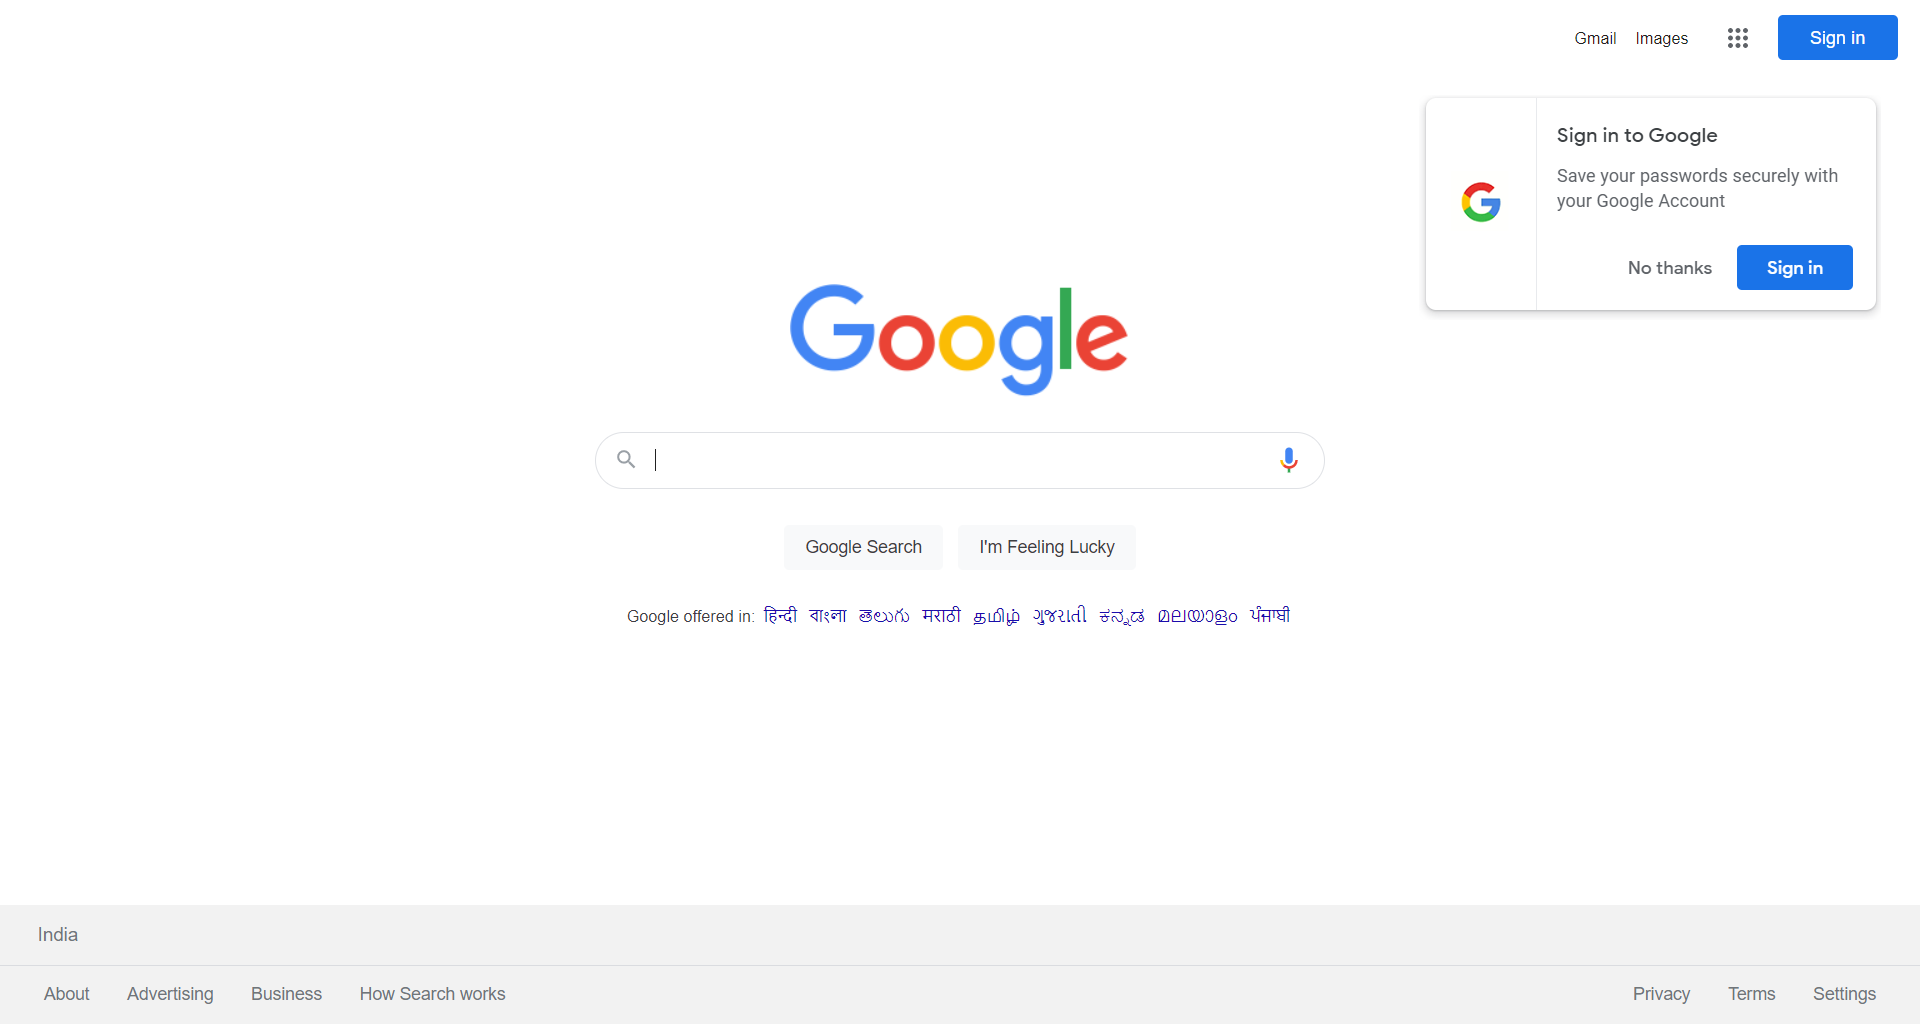 Gmail Images Sign in
Sign in to Google
Save your passwords securely with
your Google Account
No thanks Sign in
Google
Google Search I'm Feeling Lucky
Google offered in: हिन्दी বাংলা తెలుగు मराठी தமிழ் ગુજરાતી ಕನ್ನಡ മലയാളം ਪੰਜਾਬੀ
India
About Advertising Business How Search works Privacy Terms Settings